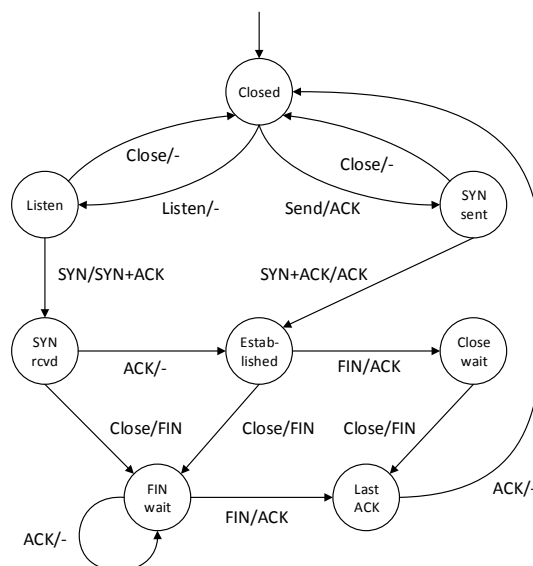 Closed
Close/-
Close/-
Listen
Listen/-
Send/ACK
SYN
sent
SYN/SYN+ACK
SYN+ACK/ACK
SYN
rcvd
ACK/-
Estab-
lished
FIN/ACK
Close
wait
Close/FIN
Close/FIN
Close/FIN
FIN
wait
FIN/ACK
Last
ACK
ACK/-
ACK/-